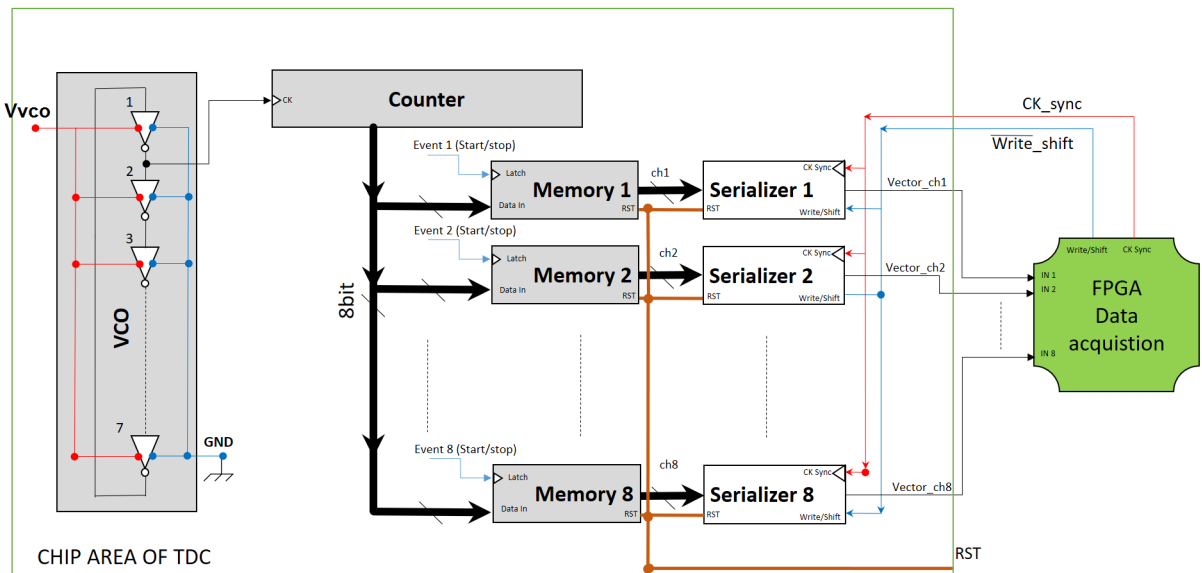 Vvco
1
2
3
7
VCO
GND
CK
Counter
8bit
Event 1 (Start/stop)
Latch
Data In
Memory 1
RST
ch1
CK Sync
Serializer 1
RST
Write/Shift
Vector_ch1
Event 2 (Start/stop)
Latch
Data In
Memory 2
RST
ch2
CK Sync
Serializer 2
RST
Write/Shift
Vector_ch2
Event 8 (Start/stop)
Latch
Data In
Memory 8
RST
ch8
CK Sync
Serializer 8
RST
Write/Shift
Vector_ch8
CK_sync
Write_shift
Write/Shift
CK Sync
IN 1
IN 2
IN 8
FPGA
Data
acquistion
CHIP AREA OF TDC
RST